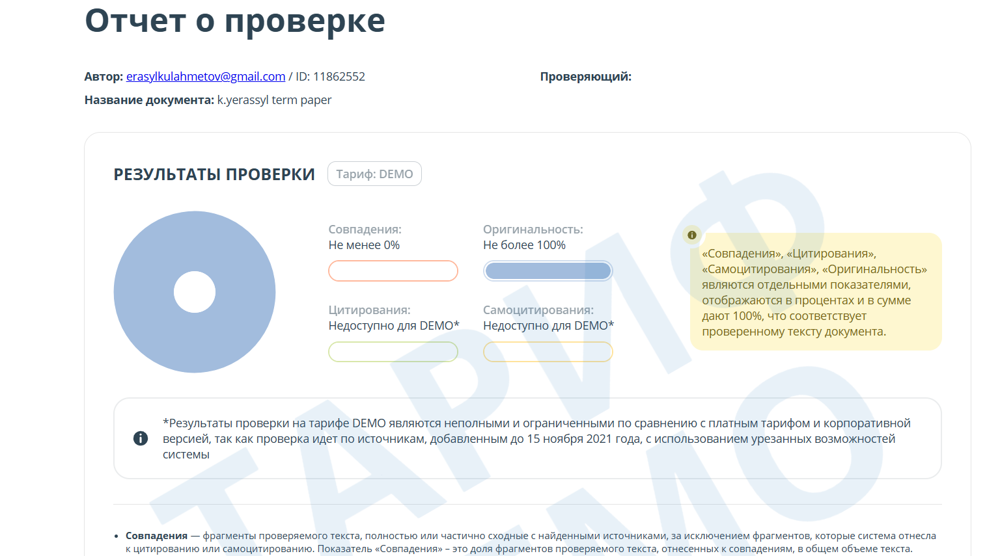 Отчет о проверке
Автор: erasylkulahmetov@gmail.com / ID: 11862552
Проверяющий:
Название документа: k.yerassyl term paper
РЕЗУЛЬТАТЫ ПРОВЕРКИ
Тариф: DEMO
Совпадения:
Не менее 0%
Оригинальность:
Не более 100%
Цитирования:
Недоступно для DEMO*
Самоцитирования:
Недоступно для DEMO*
«Совпадения», «Цитирования»,
«Самоцитирования», «Оригинальность»
являются отдельными показателями,
отображаются в процентах и в сумме
дают 100%, что соответствует
проверенному тексту документа.
*Результаты проверки на тарифе DEMO являются неполными и ограниченными по сравнению с платным тарифом и корпоративной
версией, так как проверка идет по источникам, добавленным до 15 ноября 2021 года, с использованием урезанных возможностей
системы
• Совпадения — фрагменты проверяемого текста, полностью или частично сходные с найденными источниками, за исключением фрагментов, которые система отнесла
к цитированию или самоцитированию. Показатель «Совпадения» – это доля фрагментов проверяемого текста, отнесенных к совпадениям, в общем объеме текста.
ТАРИФ